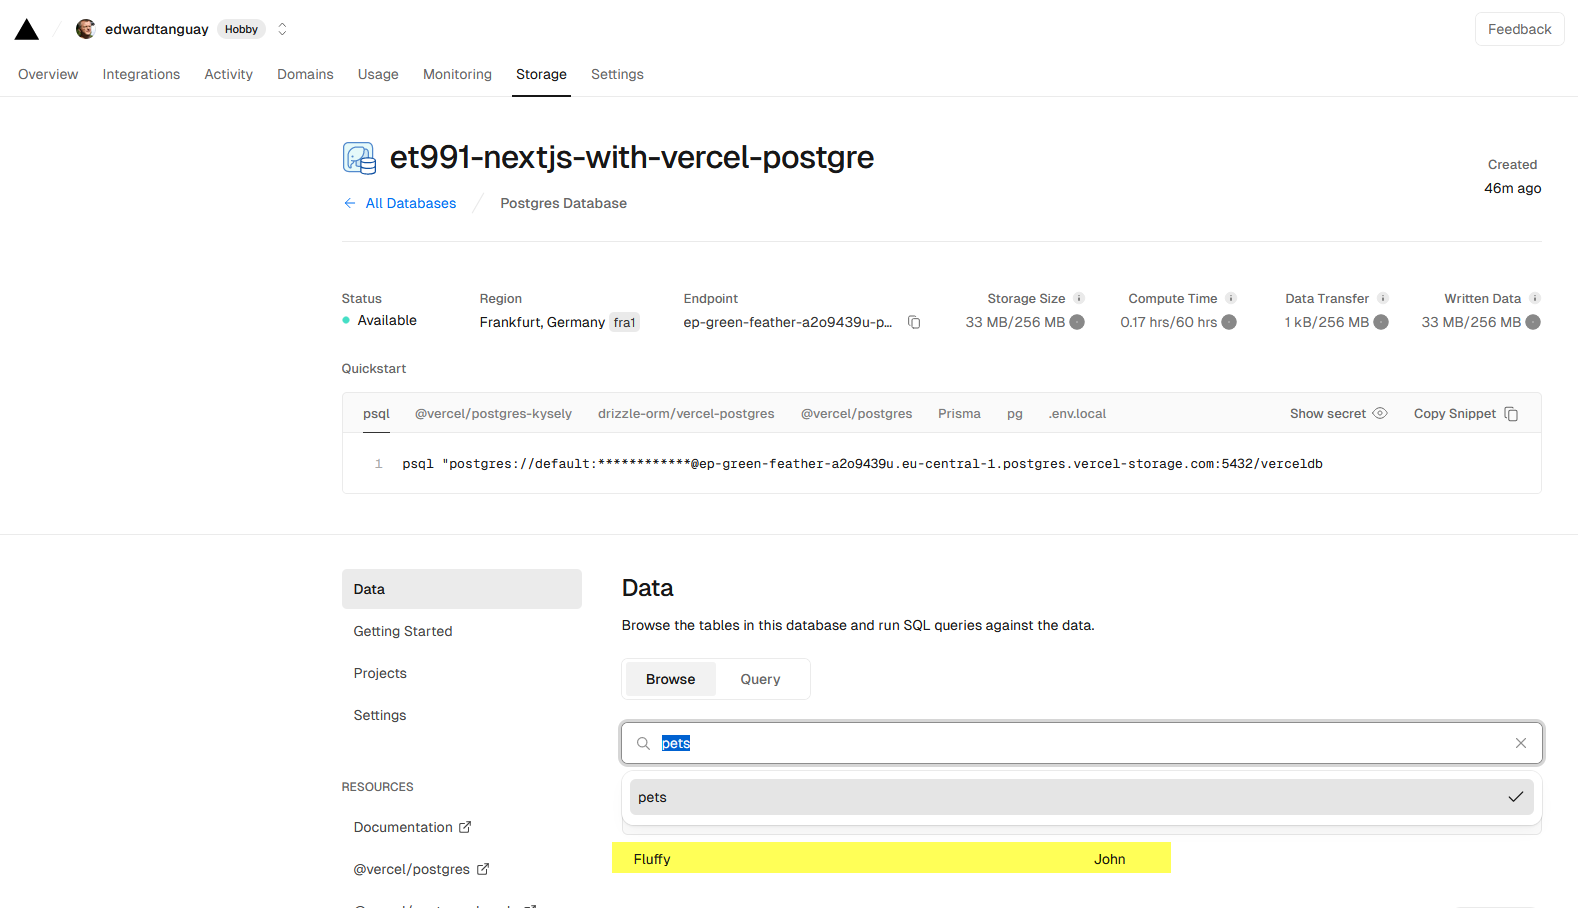 edwardtanguay Hobby
Feedback
Overview Integrations Activity Domains Usage Monitoring Storage Settings
et991-nextjs-with-vercel-postgre
Created
46m ago
← All Databases Postgres Database
Status Region Endpoint Storage Size Compute Time Data Transfer Written Data
Available Frankfurt, Germany fra1 ep-green-feather-a2o9439u-p... 33 MB/256 MB 0.17 hrs/60 hrs 1 kB/256 MB 33 MB/256 MB
Quickstart
psql @vercel/postgres-kysely drizzle-orm/vercel-postgres @vercel/postgres Prisma pg .env.local Show secret Copy Snippet
1 psql "postgres://default:************@ep-green-feather-a2o9439u.eu-central-1.postgres.vercel-storage.com:5432/verceldb
Data
Getting Started
Projects
Settings
RESOURCES
Documentation
@vercel/postgres
Data
Browse the tables in this database and run SQL queries against the data.
Browse Query
pets
pets
Fluffy John